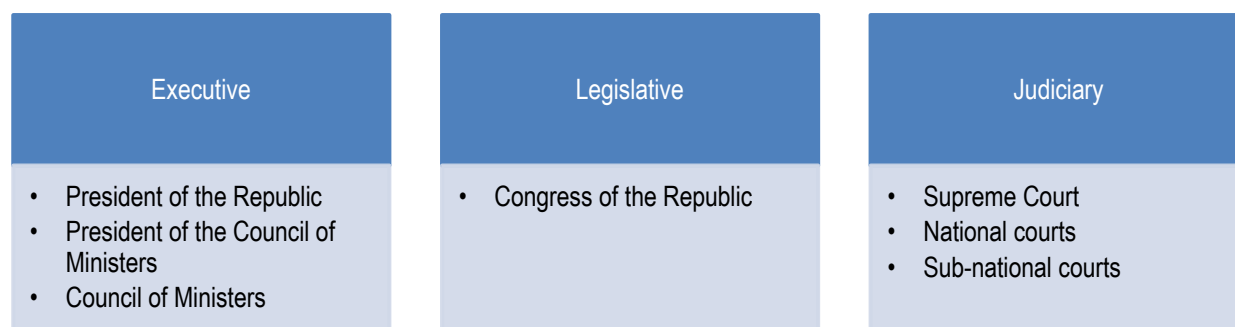 Executive
• President of the Republic
• President of the Council of
Ministers
• Council of Ministers
Legislative
• Congress of the Republic
Judiciary
• Supreme Court
• National courts
• Sub-national courts